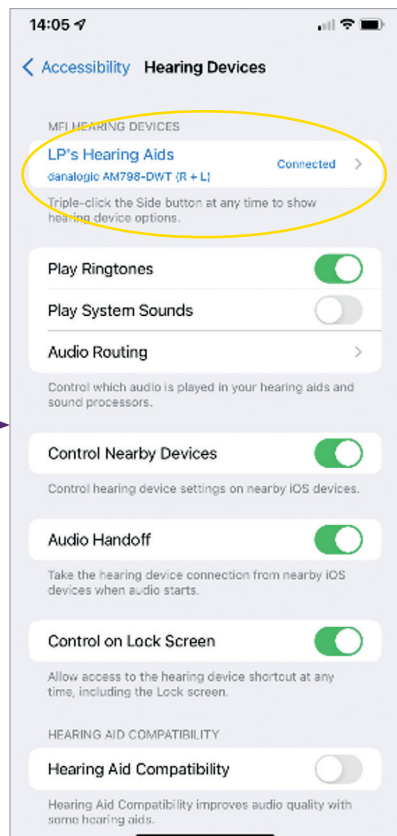 14:05
Accessibility Hearing Devices
MFI HEARING DEVICES
LP's Hearing Aids
Connected
danalogic AM798-DWT (R + L)
Triple-click the Side button at any time to show
hearing device options.
Play Ringtones
Play System Sounds
Audio Routing
Control which audio is played in your hearing aids and
sound processors.
Control Nearby Devices
Control hearing device settings on nearby iOS devices.
Audio Handoff
Take the hearing device connection from nearby iOS
devices when audio starts.
Control on Lock Screen
Allow access to the hearing device shortcut at any
time, including the Lock screen.
HEARING AID COMPATIBILITY
Hearing Aid Compatibility
Hearing Aid Compatibility improves audio quality with
some hearing aids.